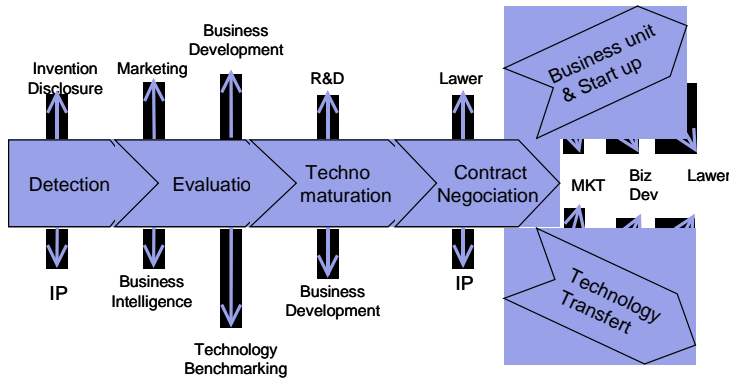 Business
Development
Invention
Disclosure
Marketing
R&D
Lawer
Business unit
& Start up
Detection
Evaluatio
Techno
maturation
Contract
Negociation
MKT
Biz
Dev
Lawer
IP
Business
Intelligence
Technology
Benchmarking
Business
Development
IP
Technology
Transfert